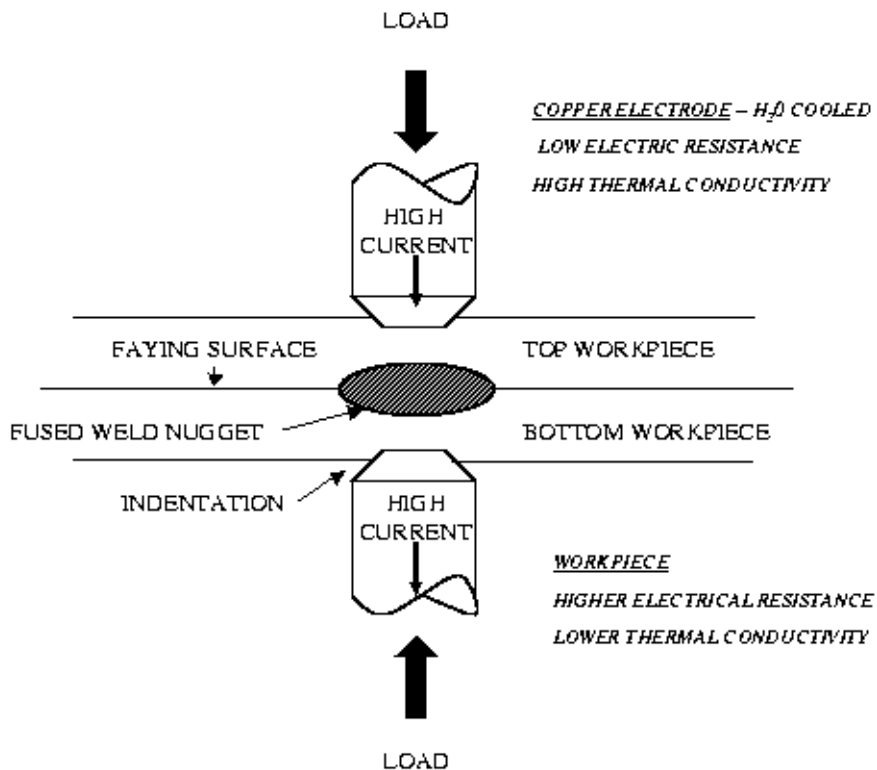 LOAD
COPPER ELECTRODE – H₂O COOLED
LOW ELECTRIC RESISTANCE
HIGH THERMAL CONDUCTIVITY
HIGH
CURRENT
FAYING SURFACE
TOP WORKPIECE
FUSED WELD NUGGET
BOTTOM WORKPIECE
INDENTATION
HIGH
CURRENT
WORKPIECE
HIGHER ELECTRICAL RESISTANCE
LOWER THERMAL CONDUCTIVITY
LOAD